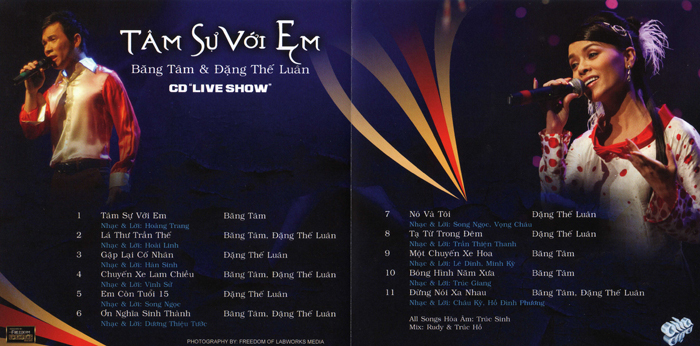 TÂM SỰ VỚI EM
Băng Tâm & Đặng Thế Luân
CD "LIVE SHOW"
1 Tâm Sự Với Em Băng Tâm
Nhạc & Lời: Hoàng Trang
2 Lá Thư Trần Thế Băng Tâm, Đặng Thế Luân
Nhạc & Lời: Hoài Linh
3 Gặp Lại Cố Nhân Đặng Thế Luân
Nhạc & Lời: Hàn Sinh
4 Chuyến Xe Lam Chiều Băng Tâm, Đặng Thế Luân
Nhạc & Lời: Vinh Sử
5 Em Còn Tuổi 15 Đặng Thế Luân
Nhạc & Lời: Song Ngọc
6 Ơn Nghĩa Sinh Thành Băng Tâm, Đặng Thế Luân
Nhạc & Lời: Dương Thiệu Tước
7 Nó Và Tôi Đặng Thế Luân
Nhạc & Lời: Song Ngọc, Vọng Châu
8 Tạ Từ Trong Đêm Đặng Thế Luân
Nhạc & Lời: Trần Thiện Thanh
9 Một Chuyến Xe Hoa Băng Tâm
Nhạc & Lời: Lê Dinh, Minh Kỳ
10 Bông Hình Năm Xưa Băng Tâm
Nhạc & Lời: Trúc Giang
11 Đừng Nói Xa Nhau Băng Tâm, Đặng Thế Luân
Nhạc & Lời: Châu Kỳ, Hồ Đình Phương
All Songs Hòa Âm: Trúc Sinh
Mix: Rudy & Trúc Hồ
PHOTOGRAPHY BY: FREEDOM OF LABWORKS MEDIA